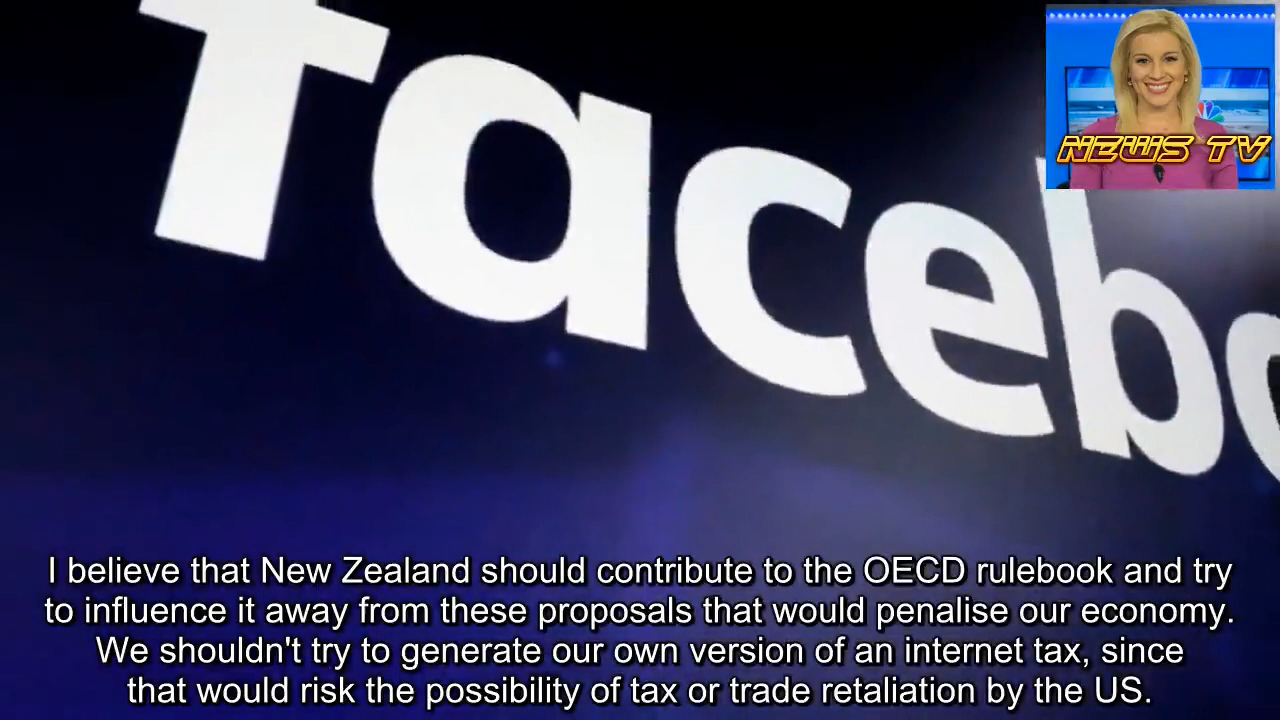 facebo
NEWS TV
I believe that New Zealand should contribute to the OECD rulebook and try
to influence it away from these proposals that would penalise our economy.
We shouldn't try to generate our own version of an internet tax, since
that would risk the possibility of tax or trade retaliation by the US.